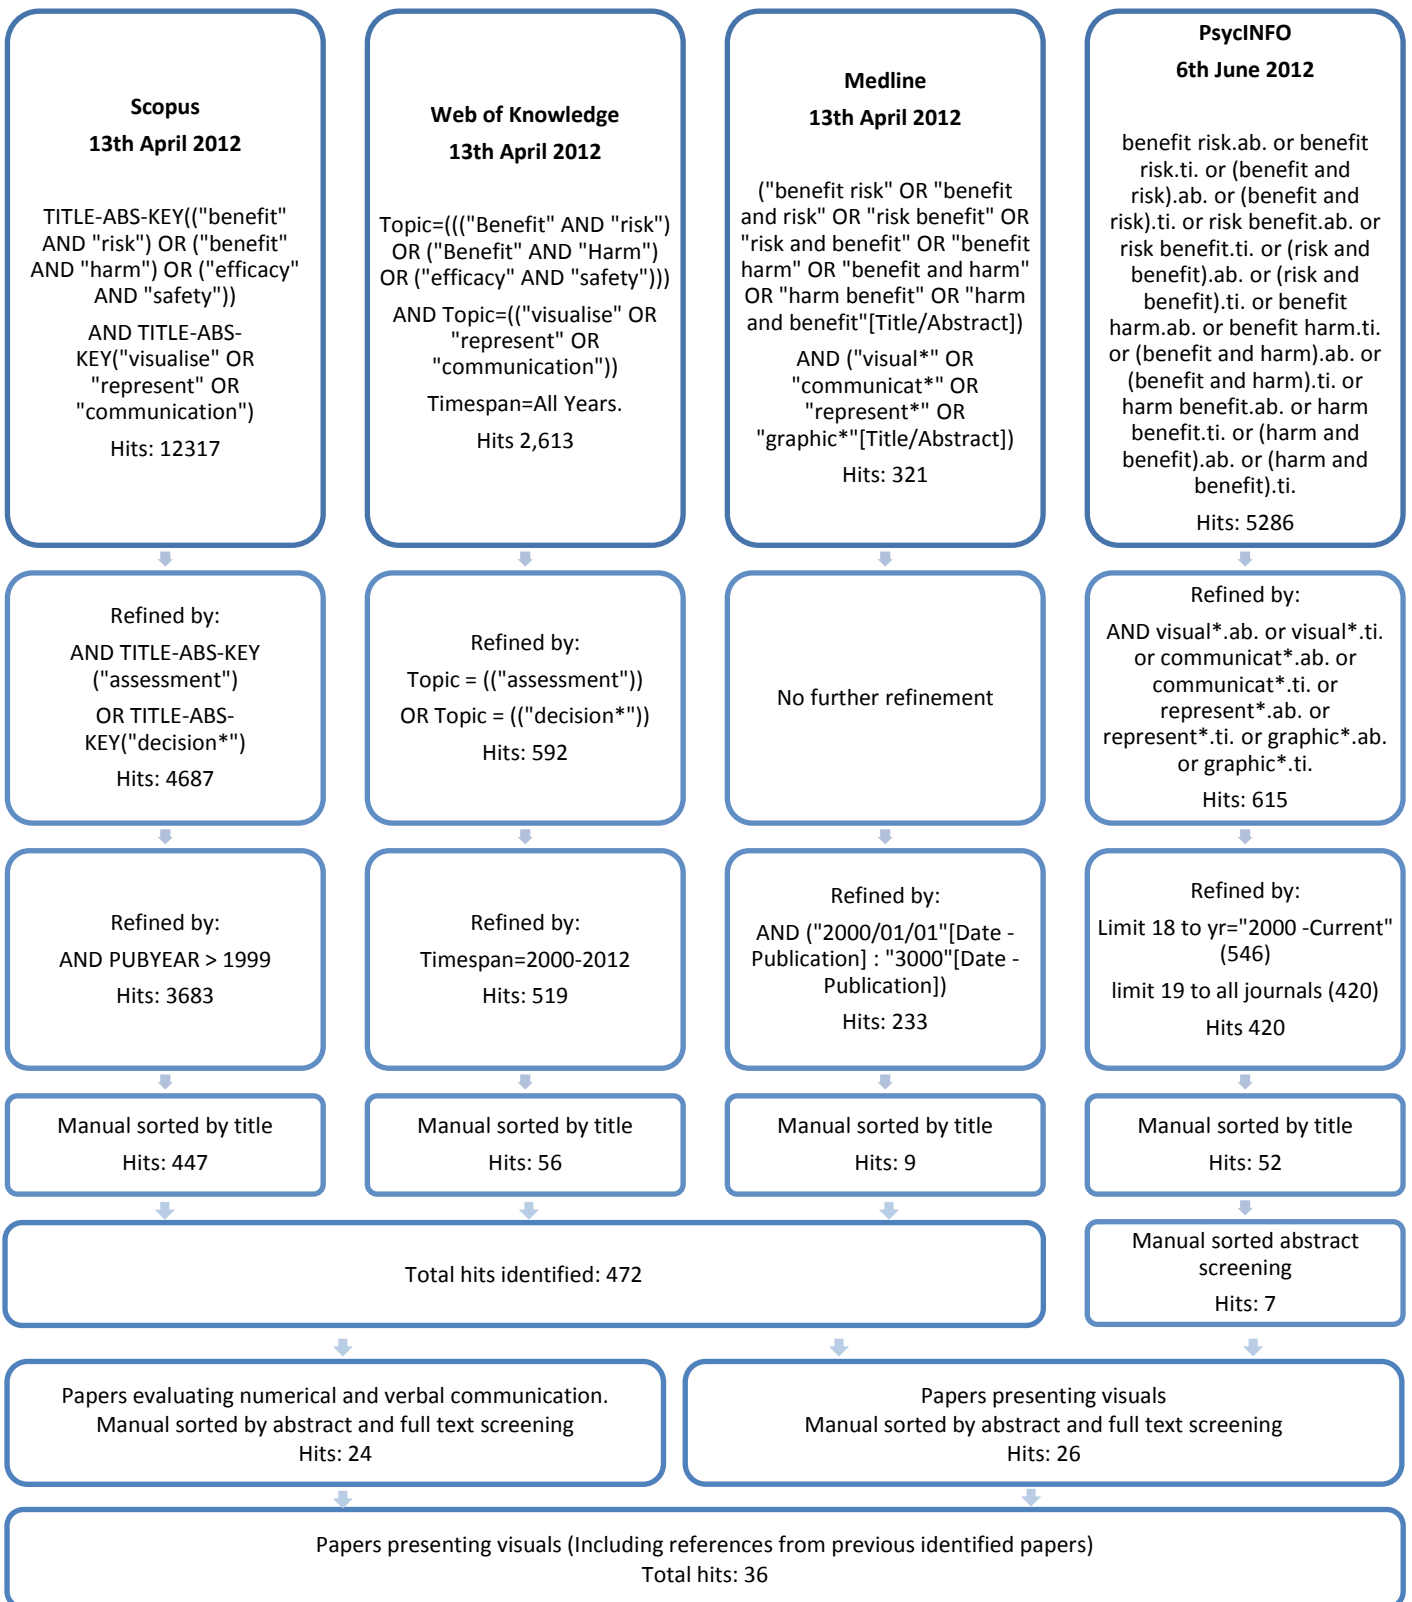 Scopus
13th April 2012
TITLE-ABS-KEY(("benefit"
AND "risk") OR ("benefit"
AND "harm") OR ("efficacy"
AND "safety"))
AND TITLE-ABS-
KEY("visualise" OR
"represent" OR
"communication")
Hits: 12317
Web of Knowledge
13th April 2012
Topic=((("Benefit" AND "risk")
OR ("Benefit" AND "Harm")
OR ("efficacy" AND "safety")))
AND Topic=(("visualise" OR
"represent" OR
"communication"))
Timespan=All Years.
Hits 2,613
Medline
13th April 2012
("benefit risk" OR "benefit
and risk" OR "risk benefit" OR
"risk and benefit" OR "benefit
harm" OR "benefit and harm"
OR "harm benefit" OR "harm
and benefit"[Title/Abstract])
AND ("visual*" OR
"communicat*" OR
"represent*" OR
"graphic*"[Title/Abstract])
Hits: 321
PsycINFO
6th June 2012
benefit risk.ab. or benefit
risk.ti. or (benefit and
risk).ab. or (benefit and
risk).ti. or risk benefit.ab. or
risk benefit.ti. or (risk and
benefit).ab. or (risk and
benefit).ti. or benefit
harm.ab. or benefit harm.ti.
or (benefit and harm).ab. or
(benefit and harm).ti. or
harm benefit.ab. or harm
benefit.ti. or (harm and
benefit).ab. or (harm and
benefit).ti.
Hits: 5286
Refined by:
AND TITLE-ABS-KEY
("assessment")
OR TITLE-ABS-
KEY("decision*")
Hits: 4687
Refined by:
Topic = (("assessment"))
OR Topic = (("decision*"))
Hits: 592
No further refinement
Refined by:
AND visual*.ab. or visual*.ti.
or communicat*.ab. or
communicat*.ti. or
represent*.ab. or
represent*.ti. or graphic*.ab.
or graphic*.ti.
Hits: 615
Refined by:
AND PUBYEAR > 1999
Hits: 3683
Refined by:
Timespan=2000-2012
Hits: 519
Refined by:
AND ("2000/01/01"[Date -
Publication] : "3000"[Date -
Publication])
Hits: 233
Refined by:
Limit 18 to yr="2000 -Current"
(546)
limit 19 to all journals (420)
Hits 420
Manual sorted by title
Hits: 447
Manual sorted by title
Hits: 56
Manual sorted by title
Hits: 9
Manual sorted by title
Hits: 52
Total hits identified: 472
Manual sorted abstract
screening
Hits: 7
Papers evaluating numerical and verbal communication.
Manual sorted by abstract and full text screening
Hits: 24
Papers presenting visuals
Manual sorted by abstract and full text screening
Hits: 26
Papers presenting visuals (Including references from previous identified papers)
Total hits: 36